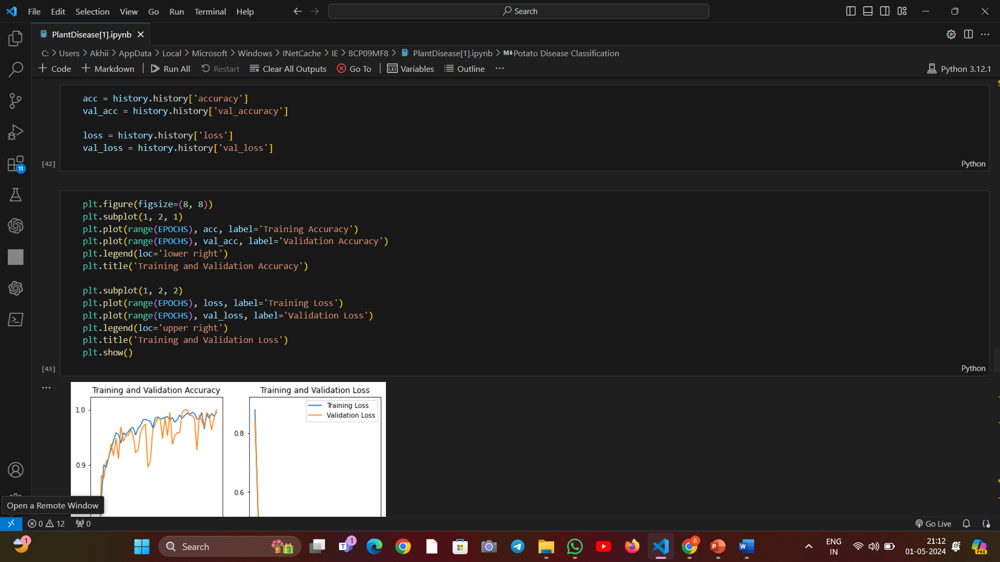 File Edit Selection View Go Run Terminal Help
Search
PlantDisease[1].ipynb
C: > Users > Akhii > AppData > Local > Microsoft > Windows > INetCache > IE > 8CP09MF8 > PlantDisease[1].ipynb > M↓Potato Disease Classification
+ Code + Markdown | Run All Restart Clear All Outputs Go To | Variables Outline ...
Python 3.12.1
acc = history.history['accuracy']
val_acc = history.history['val_accuracy']
loss = history.history['loss']
val_loss = history.history['val_loss']
[42]
Python
plt.figure(figsize=(8, 8))
plt.subplot(1, 2, 1)
plt.plot(range(EPOCHS), acc, label='Training Accuracy')
plt.plot(range(EPOCHS), val_acc, label='Validation Accuracy')
plt.legend(loc='lower right')
plt.title('Training and Validation Accuracy')
plt.subplot(1, 2, 2)
plt.plot(range(EPOCHS), loss, label='Training Loss')
plt.plot(range(EPOCHS), val_loss, label='Validation Loss')
plt.legend(loc='upper right')
plt.title('Training and Validation Loss')
plt.show()
[43]
Python
...
Training and Validation Accuracy
1.0
0.9
Training and Validation Loss
Training Loss
Validation Loss
0.8
0.6
11
Open a Remote Window
0 12 0
Go Live
1
Search
1
B
ENG
IN
21:12
01-05-2024
PRE